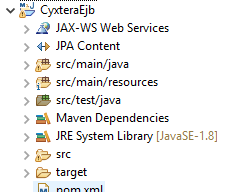 CyxteraEjb
JAX-WS Web Services
JPA Content
src/main/java
src/main/resources
src/test/java
Maven Dependencies
JRE System Library [JavaSE-1.8]
src
target
pom.xml